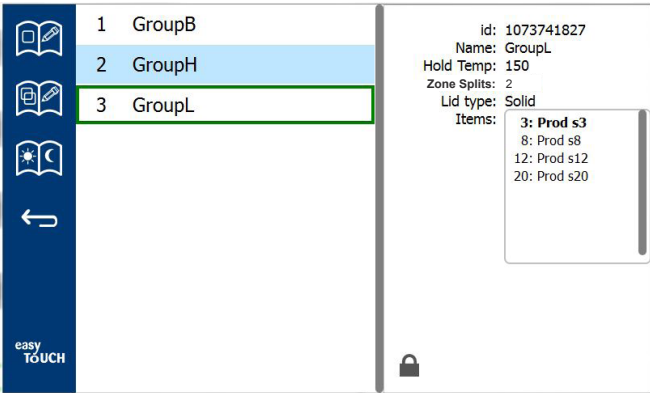 1 GroupB
2 GroupH
3 GroupL
easy
TOUCH
id: 1073741827
Name: GroupL
Hold Temp: 150
Zone Splits: 2
Lid type: Solid
Items:
3: Prod s3
8: Prod s8
12: Prod s12
20: Prod s20